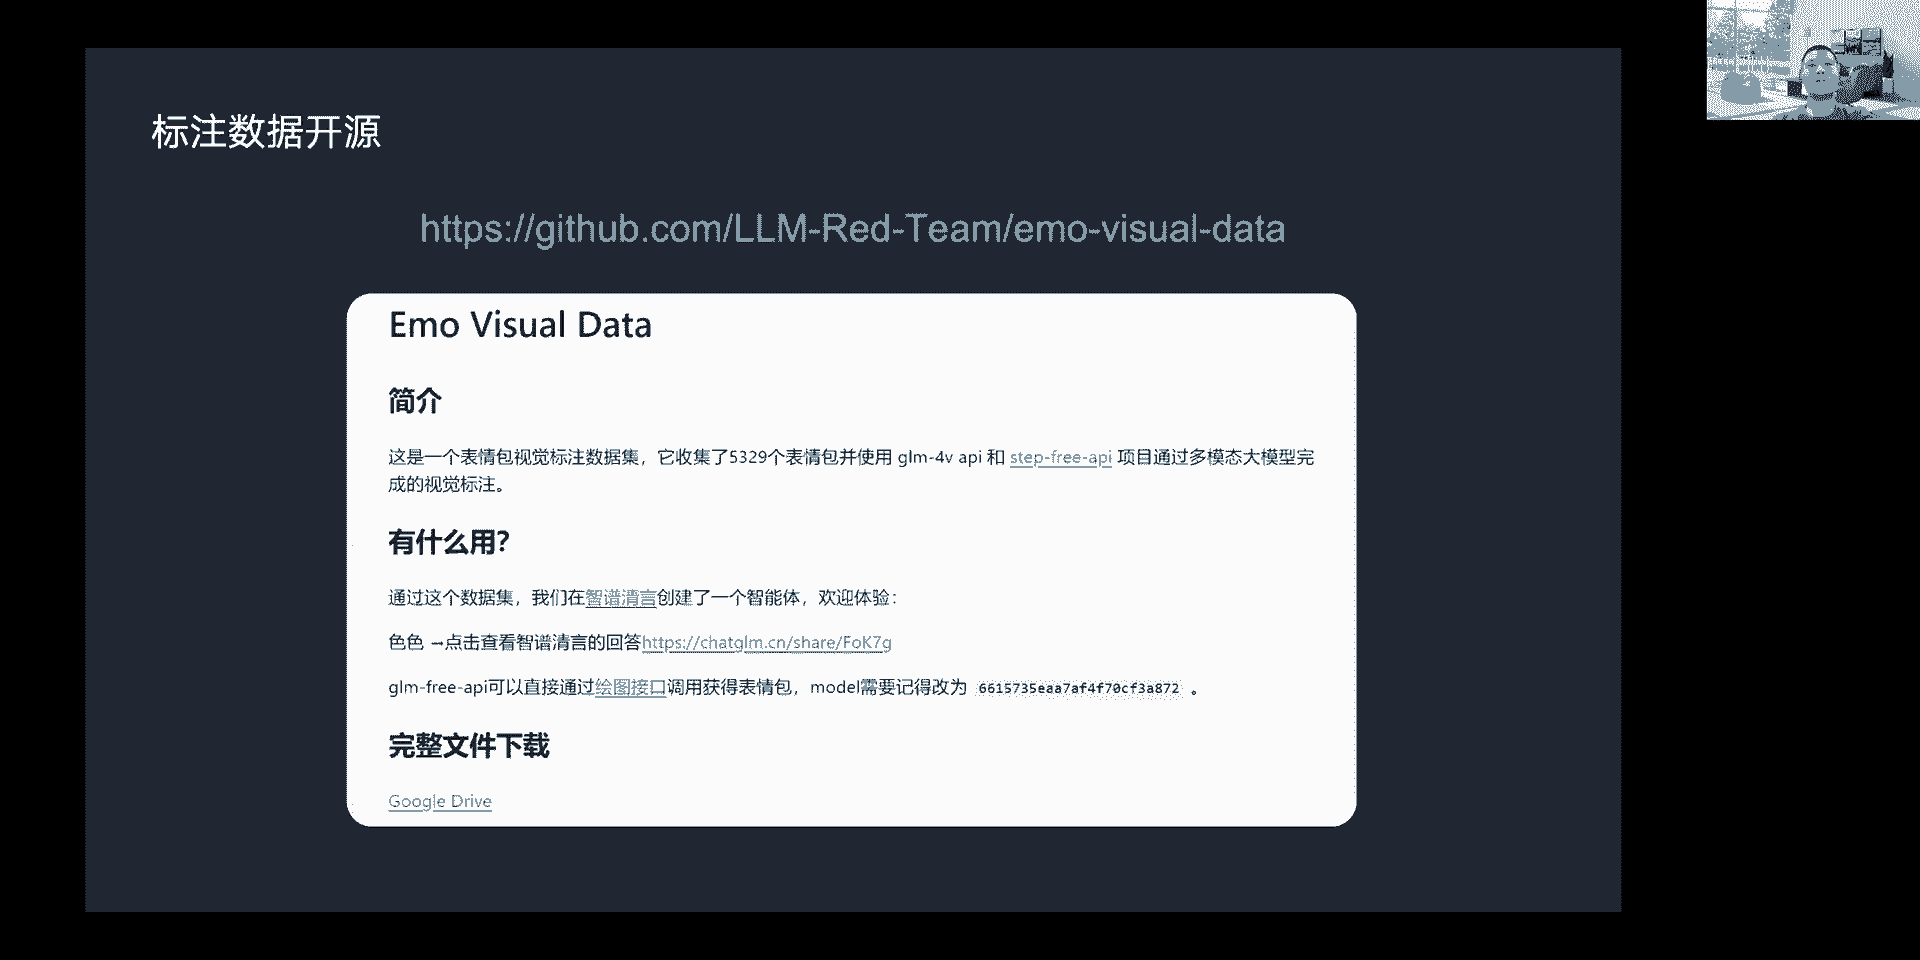 标注数据开源
https://github.com/LLM-Red-Team/emo-visual-data
Emo Visual Data
简介
这是一个表情包视觉标注数据集，它收集了5329个表情包并使用 glm-4v api 和 step-free-api 项目通过多模态大模型完
成的视觉标注。
有什么用？
通过这个数据集，我们在智谱清言创建了一个智能体，欢迎体验：
色色 →点击查看智谱清言的回答https://chatglm.cn/share/FoK7g
glm-free-api可以直接通过绘图接口调用获得表情包，model需要记得改为 6615735eaa7af4f70cf3a872 。
完整文件下载
Google Drive